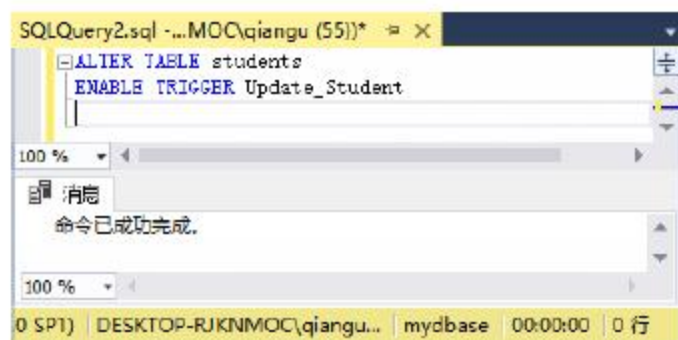 SQLQuery2.sql -...MOC\qiangu (55))*
ALTER TABLE students
ENABLE TRIGGER Update_Student
100 %
消息
命令已成功完成。
100 %
0 SP1) DESKTOP-RJKNMOC\qiangu... mydbase 00:00:00 0 行